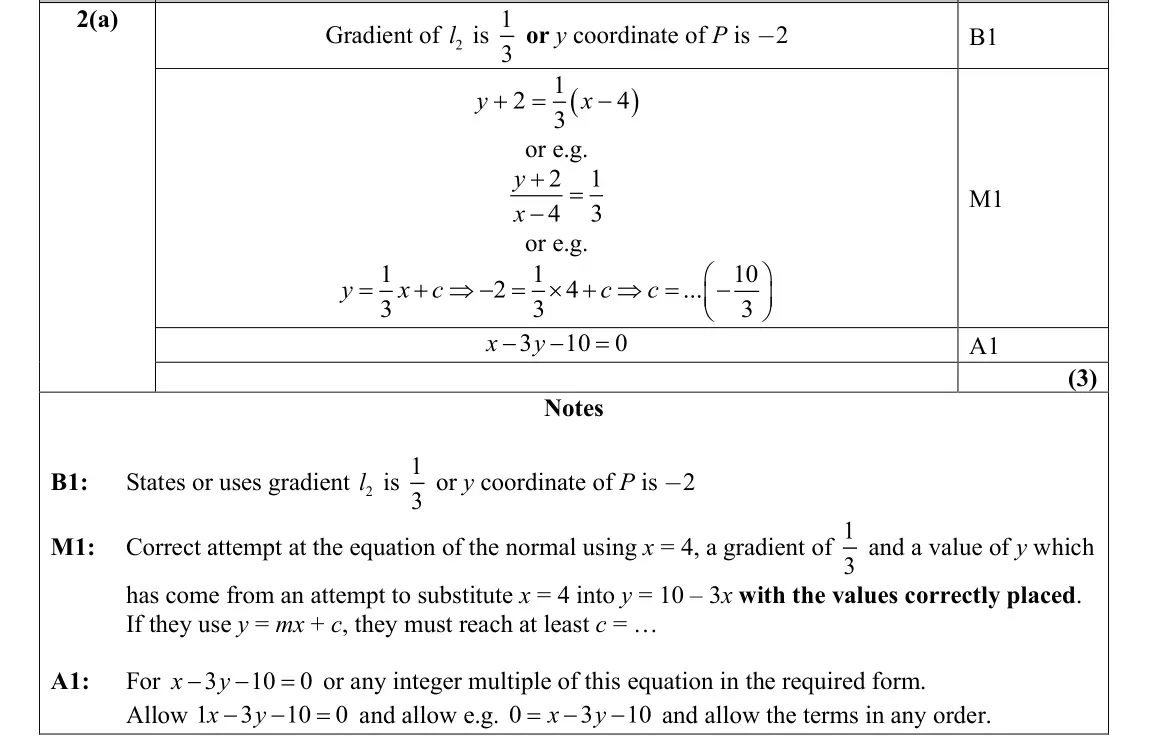 2(a)
Gradient of l₂ is 1/3 or y coordinate of P is −2
B1
y + 2 = 1/3 (x − 4)
or e.g.
(y + 2)/(x − 4) = 1/3
or e.g.
y = 1/3 x + c ⇒ −2 = 1/3 × 4 + c ⇒ c = ...(−10/3)
M1
x − 3y − 10 = 0
A1
(3)
Notes
B1: States or uses gradient l₂ is 1/3 or y coordinate of P is −2
M1: Correct attempt at the equation of the normal using x = 4, a gradient of 1/3 and a value of y which
has come from an attempt to substitute x = 4 into y = 10 – 3x with the values correctly placed.
If they use y = mx + c, they must reach at least c = …
A1: For x − 3y − 10 = 0 or any integer multiple of this equation in the required form.
Allow 1x − 3y − 10 = 0 and allow e.g. 0 = x − 3y − 10 and allow the terms in any order.